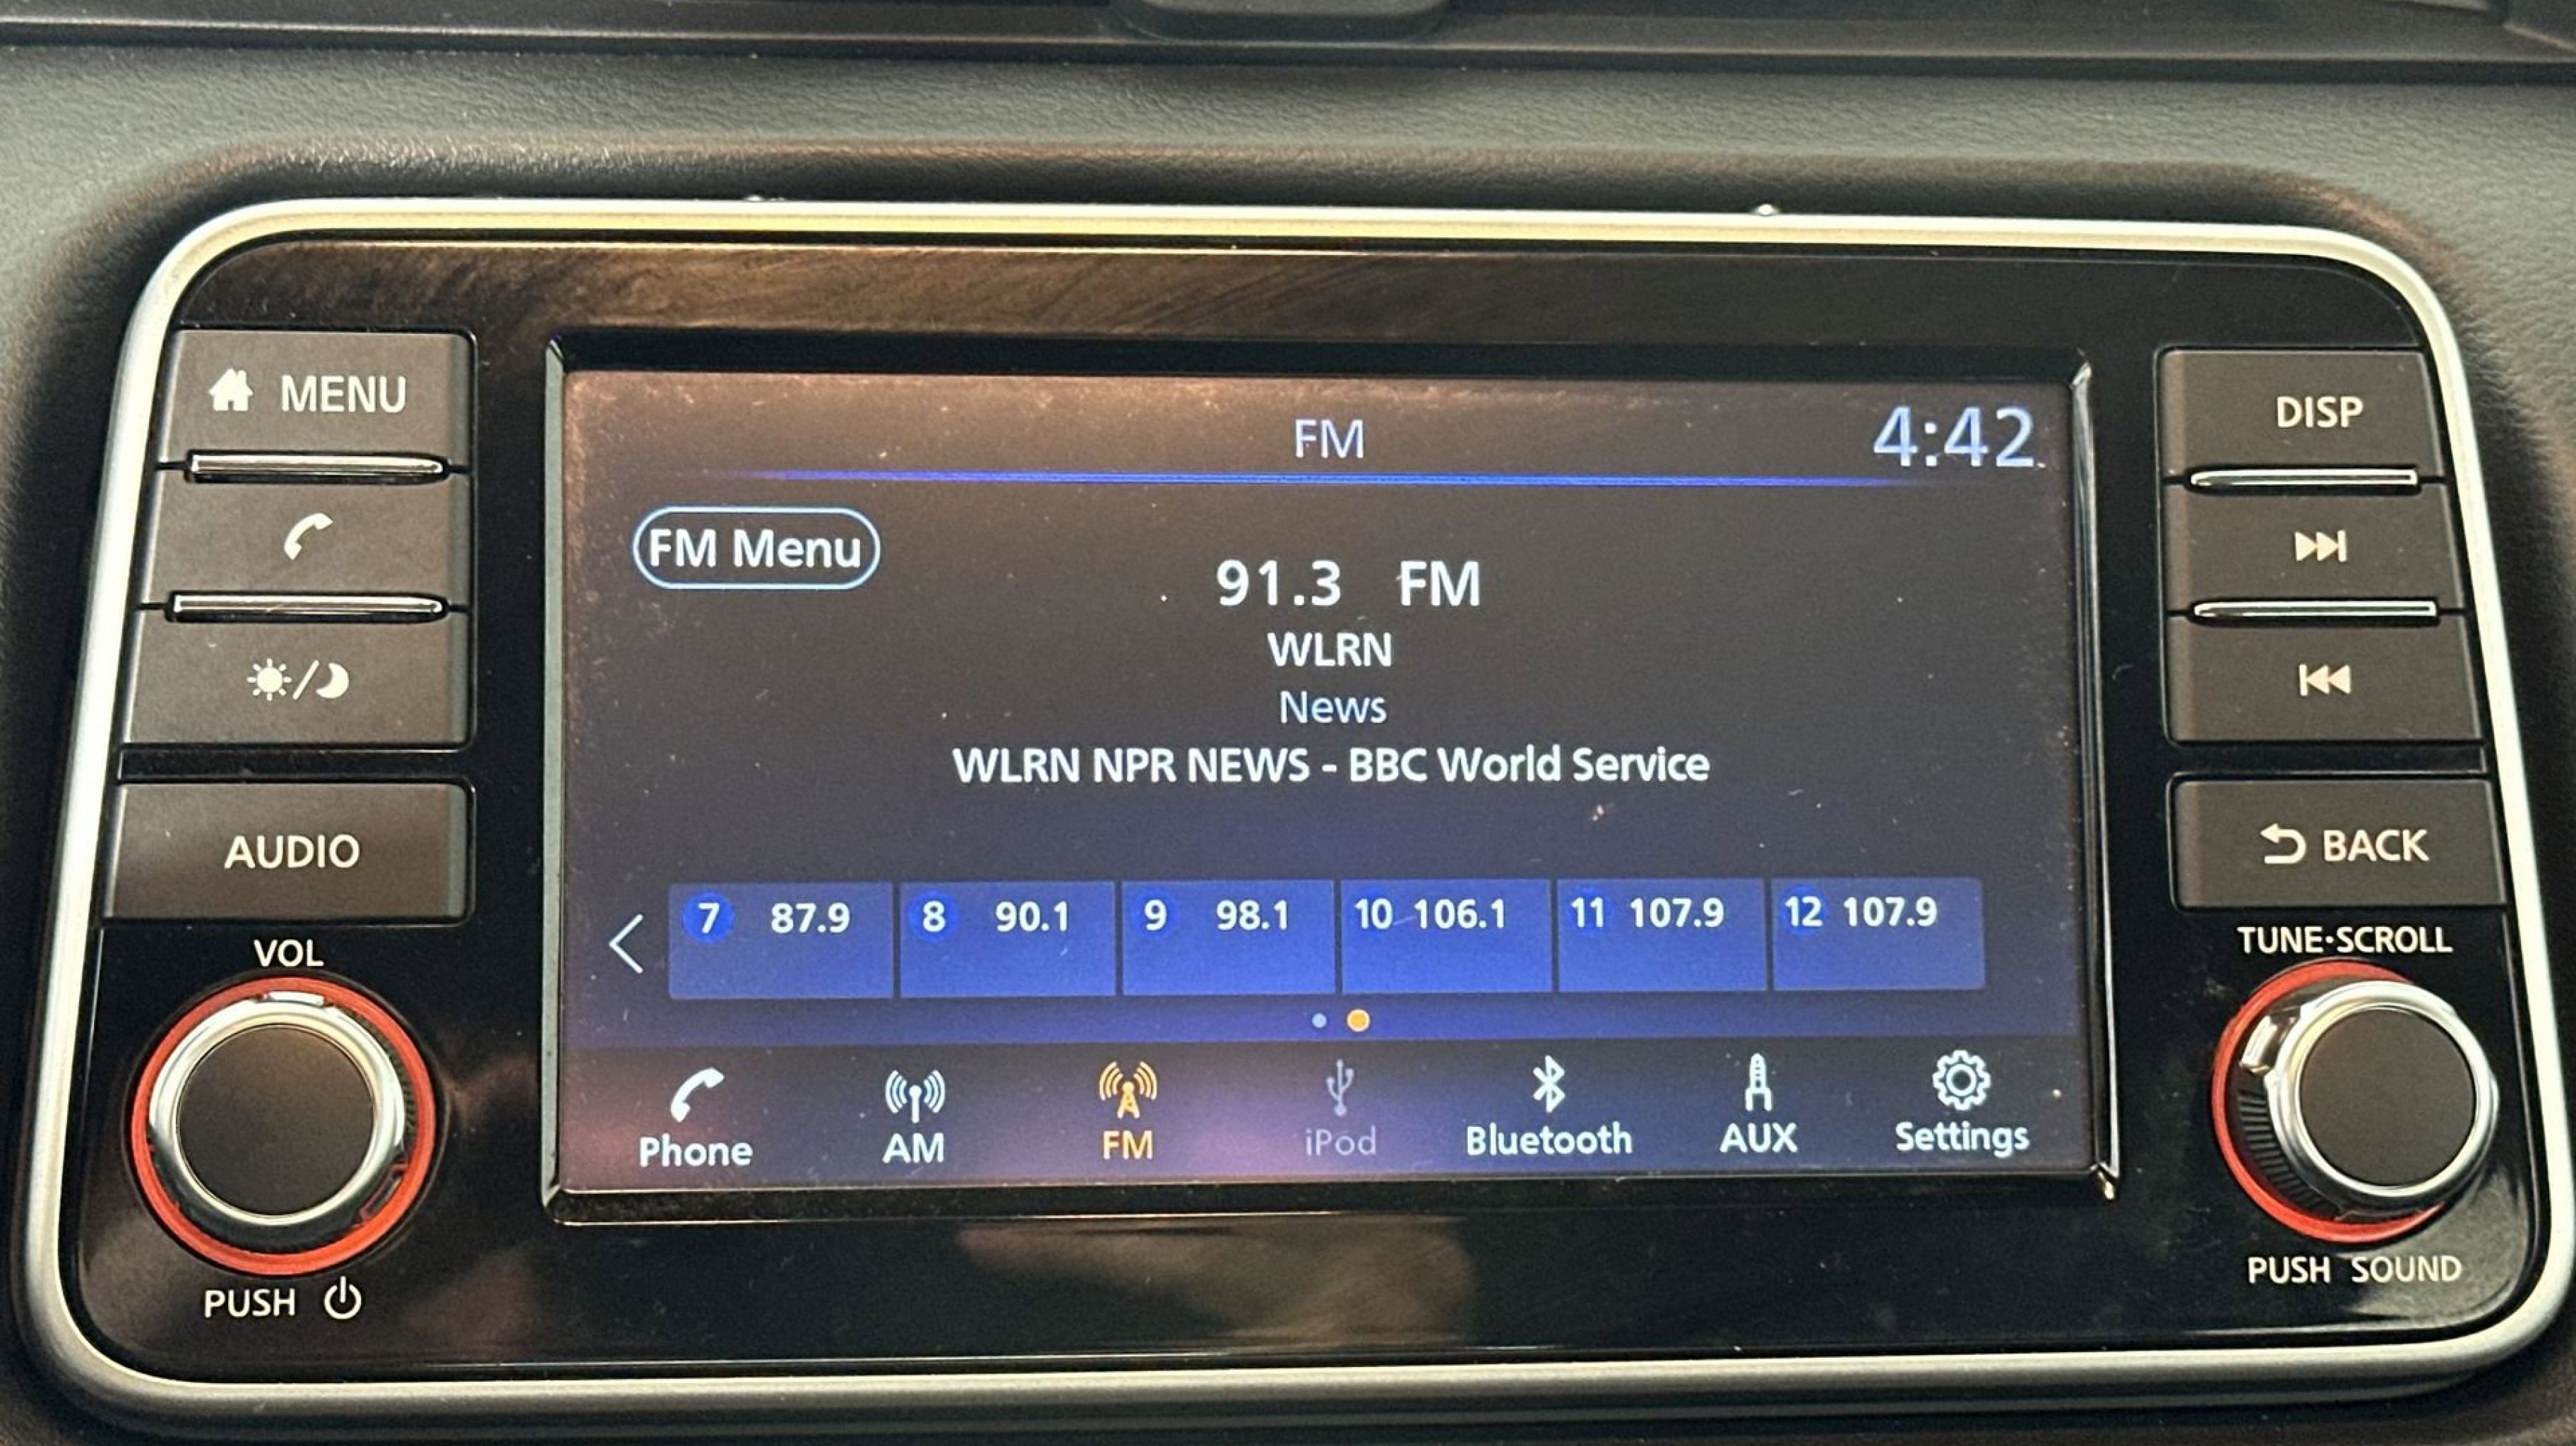 FM 4:42
MENU
DISP
FM Menu
91.3 FM
WLRN
News
WLRN NPR NEWS - BBC World Service
AUDIO
BACK
7 87.9 8 90.1 9 98.1 10 106.1 11 107.9 12 107.9
VOL
TUNE·SCROLL
Phone AM FM iPod Bluetooth AUX Settings
PUSH
PUSH SOUND